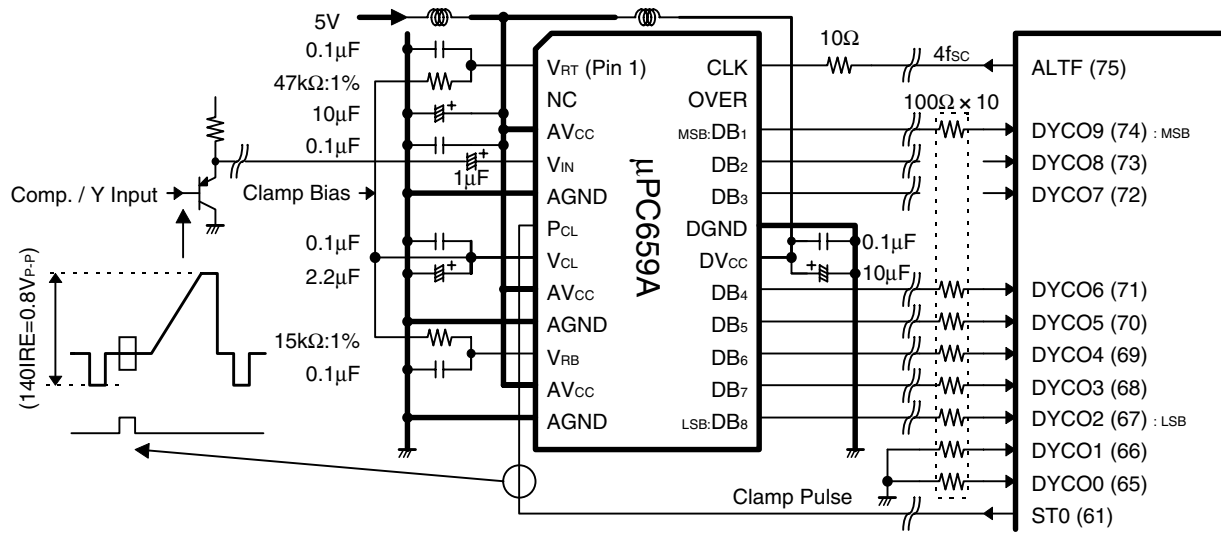 5V
0.1μF
47kΩ:1%
10μF
0.1μF
1μF
Comp. / Y Input
Clamp Bias
0.1μF
2.2μF
15kΩ:1%
0.1μF
(140IRE=0.8VP-P)
VRT (Pin 1)
NC
AVCC
VIN
AGND
PCL
VCL
AVCC
AGND
VRB
AVCC
AGND
μPC659A
CLK
OVER
MSB:DB1
DB2
DB3
DGND
DVCC
DB4
DB5
DB6
DB7
LSB:DB8
10Ω
4fSC
100Ω × 10
0.1μF
+
10μF
Clamp Pulse
ALTF (75)
DYCO9 (74) : MSB
DYCO8 (73)
DYCO7 (72)
DYCO6 (71)
DYCO5 (70)
DYCO4 (69)
DYCO3 (68)
DYCO2 (67) : LSB
DYCO1 (66)
DYCO0 (65)
ST0 (61)